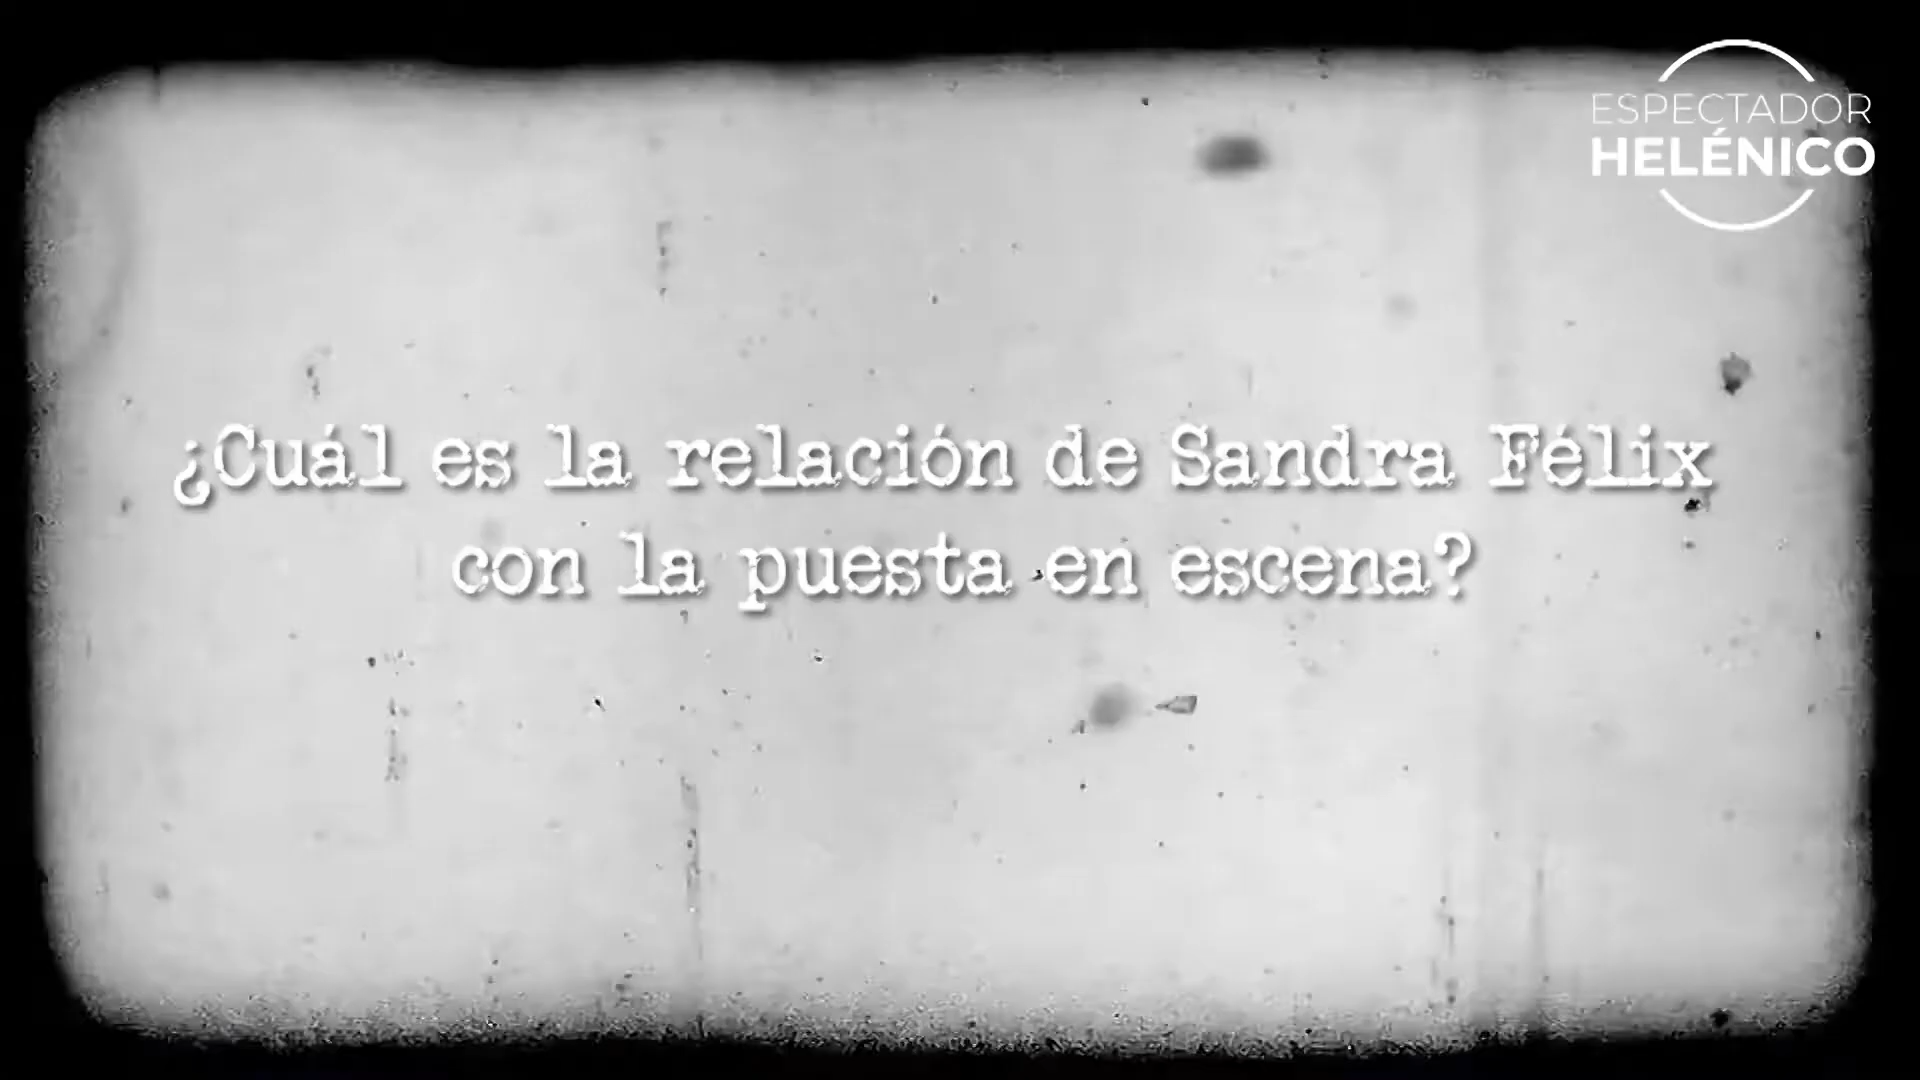 ESPECTADOR
HELÉNICO
¿Cuál es la relación de Sandra Félix
con la puesta en escena?